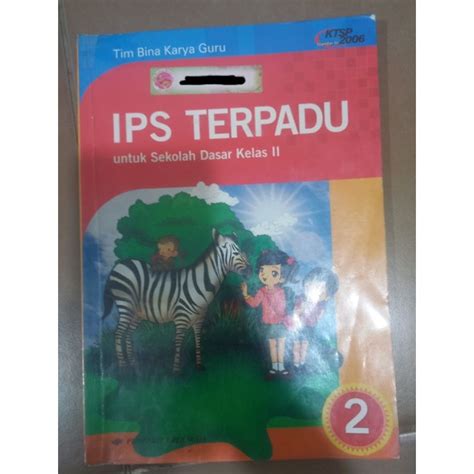 Tim Bina Karya Guru
KTSP
2006
IPS TERPADU
untuk Sekolah Dasar Kelas II
2